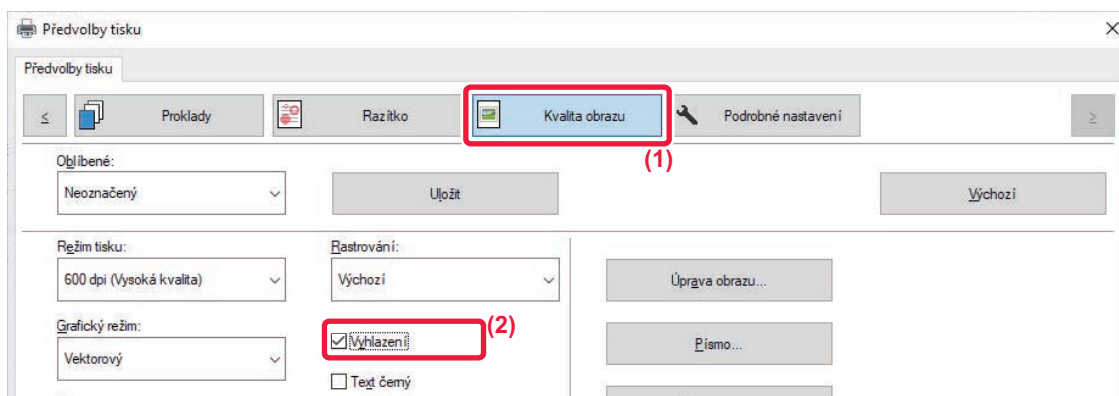 Předvolby tisku
Předvolby tisku
< Proklady Razítko Kvalita obrazu Podrobné nastavení >
(1)
Oblíbené:
Neoznačený Uložit Výchozí
Režim tisku: Rastrování:
600 dpi (Vysoká kvalita) Výchozí Úprava obrazu...
Grafický režim: (2)
Vektorový Vyhlazení Písmo...
Text černý